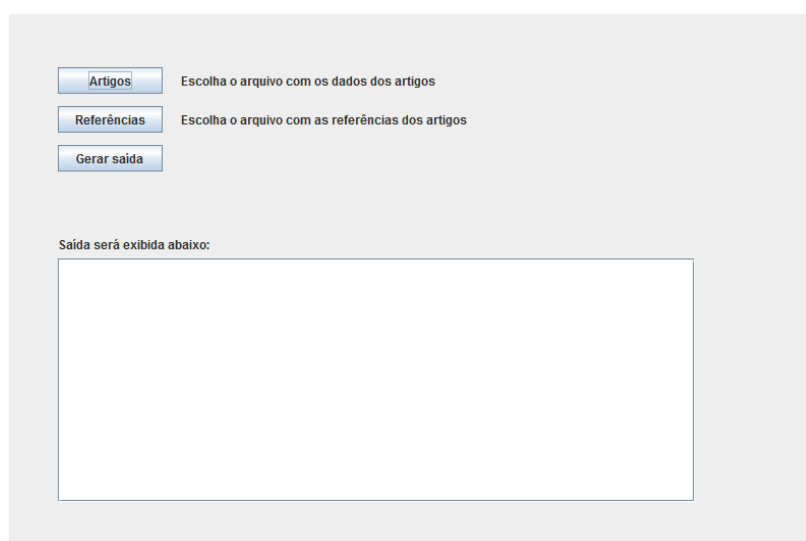 Artigos Escolha o arquivo com os dados dos artigos
Referências Escolha o arquivo com as referências dos artigos
Gerar saída
Saída será exibida abaixo: